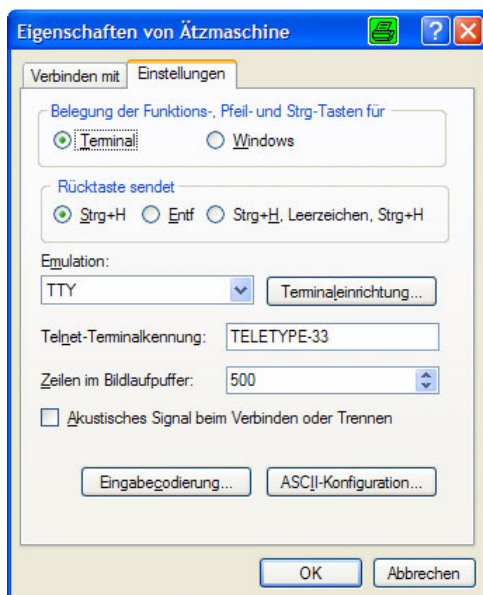 Eigenschaften von Ätzmaschine
Verbinden mit Einstellungen
Belegung der Funktions-, Pfeil- und Strg-Tasten für
Terminal Windows
Rücktaste sendet
Strg+H Entf Strg+H, Leerzeichen, Strg+H
Emulation:
TTY Terminaleinrichtung...
Telnet-Terminalkennung: TELETYPE-33
Zeilen im Bildlaufpuffer: 500
Akustisches Signal beim Verbinden oder Trennen
Eingabecodierung... ASCII-Konfiguration...
OK Abbrechen